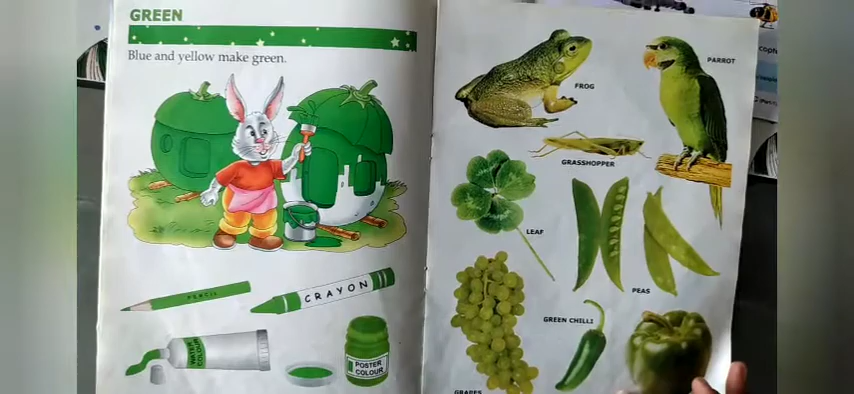 GREEN
Blue and yellow make green.
PENCIL
CRAYON
WATER
COLOUR
POSTER
COLOUR
FROG
PARROT
GRASSHOPPER
LEAF
PEAS
GREEN CHILLI
GRAPES